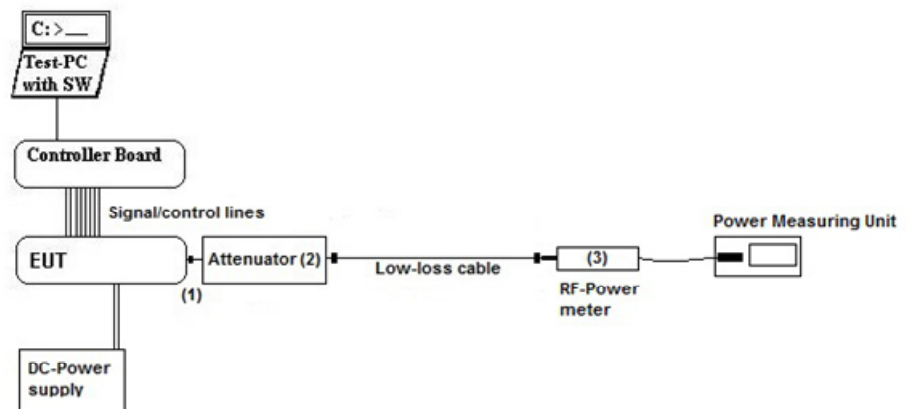 C:>__
Test-PC
with SW
Controller Board
Signal/control lines
Power Measuring Unit
EUT
Attenuator (2)
Low-loss cable
(3)
(1)
RF-Power
meter
DC-Power
supply